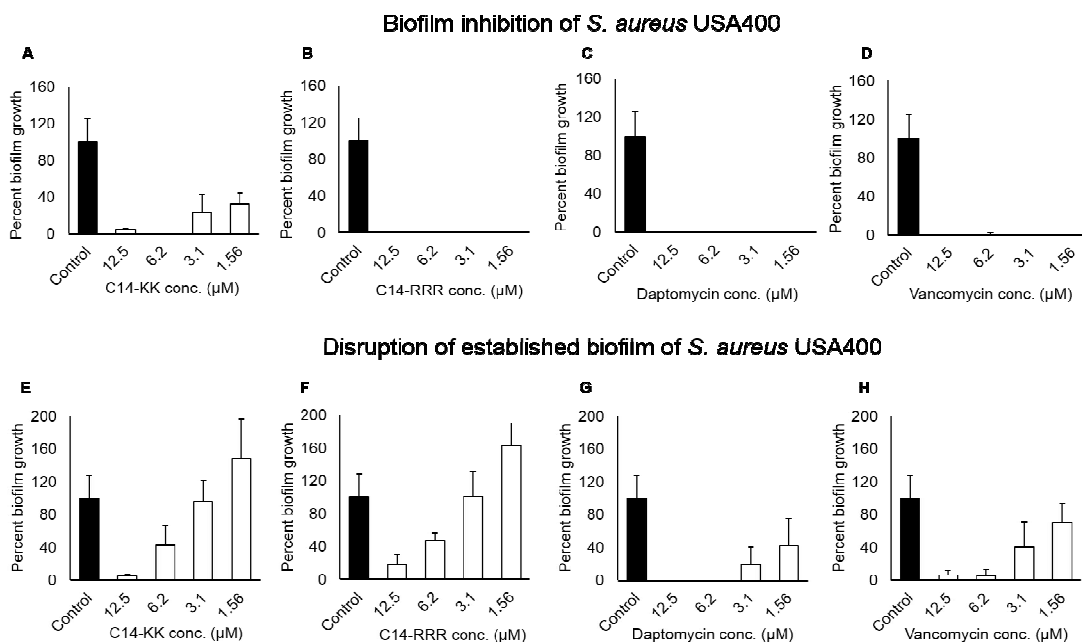 Biofilm inhibition of S. aureus USA400
A
Percent biofilm growth
160
120
80
40
0
Control
12.5
6.2
3.1
1.56
C14-KK conc. (µM)
B
Percent biofilm growth
160
120
80
40
0
Control
12.5
6.2
3.1
1.56
C14-RRR conc. (µM)
C
Percent biofilm growth
160
120
80
40
0
Control
12.5
6.2
3.1
1.56
Daptomycin conc. (µM)
D
Percent biofilm growth
160
120
80
40
0
Control
12.5
6.2
3.1
1.56
Vancomycin conc. (µM)
Disruption of established biofilm of S. aureus USA400
E
Percent biofilm growth
200
160
120
80
40
0
Control
12.5
6.2
3.1
1.56
C14-KK conc. (µM)
F
Percent biofilm growth
200
160
120
80
40
0
Control
12.5
6.2
3.1
1.56
C14-RRR conc. (µM)
G
Percent biofilm growth
200
160
120
80
40
0
Control
12.5
6.2
3.1
1.56
Daptomycin conc. (µM)
H
Percent biofilm growth
200
160
120
80
40
0
Control
12.5
6.2
3.1
1.56
Vancomycin conc. (µM)